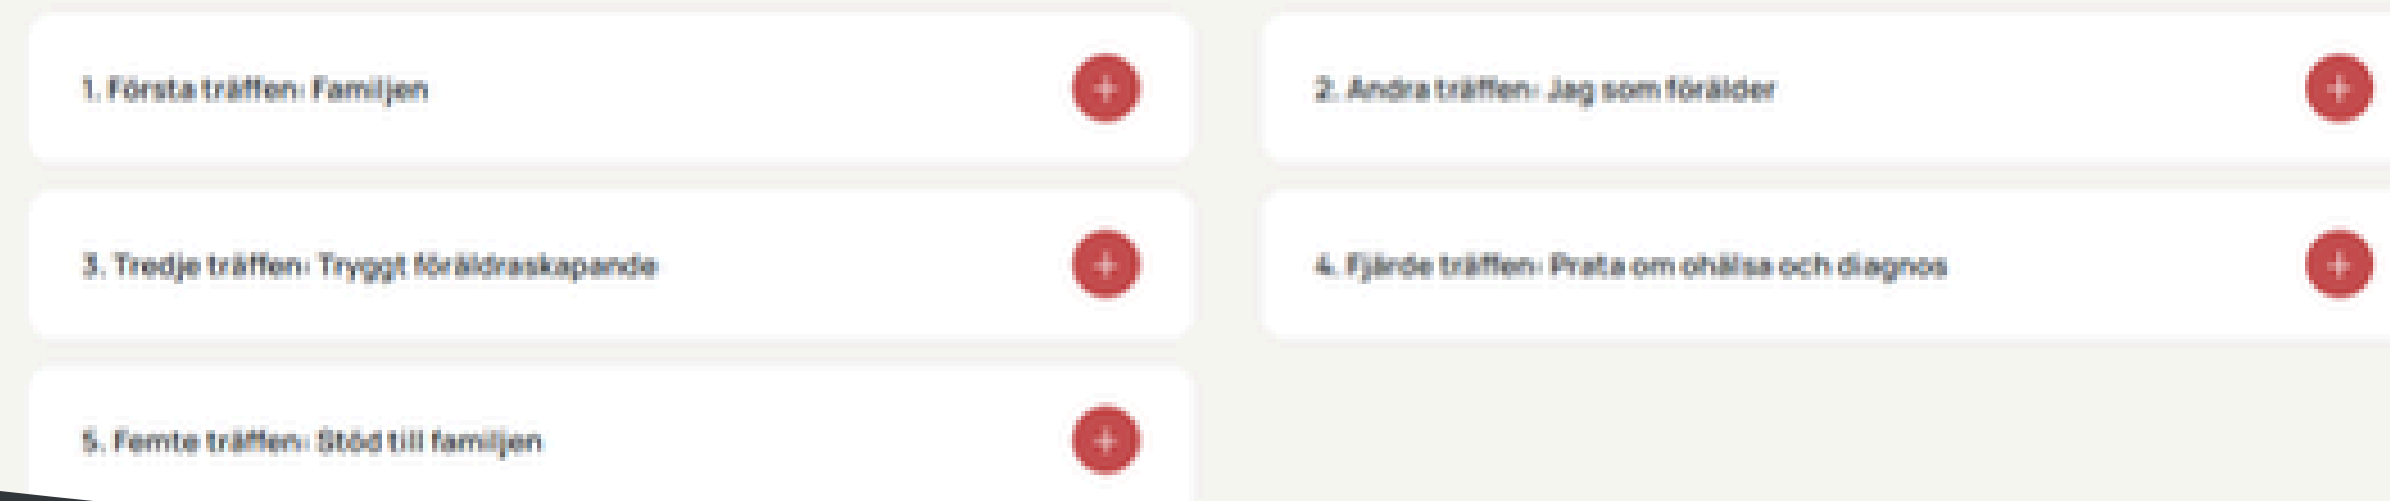 1. Första träffen: Familjen
2. Andra träffen: Jag som förälder
3. Tredje träffen: Tryggt föräldraskapande
4. Fjärde träffen: Prata om ohälsa och diagnos
5. Femte träffen: Stöd till familjen